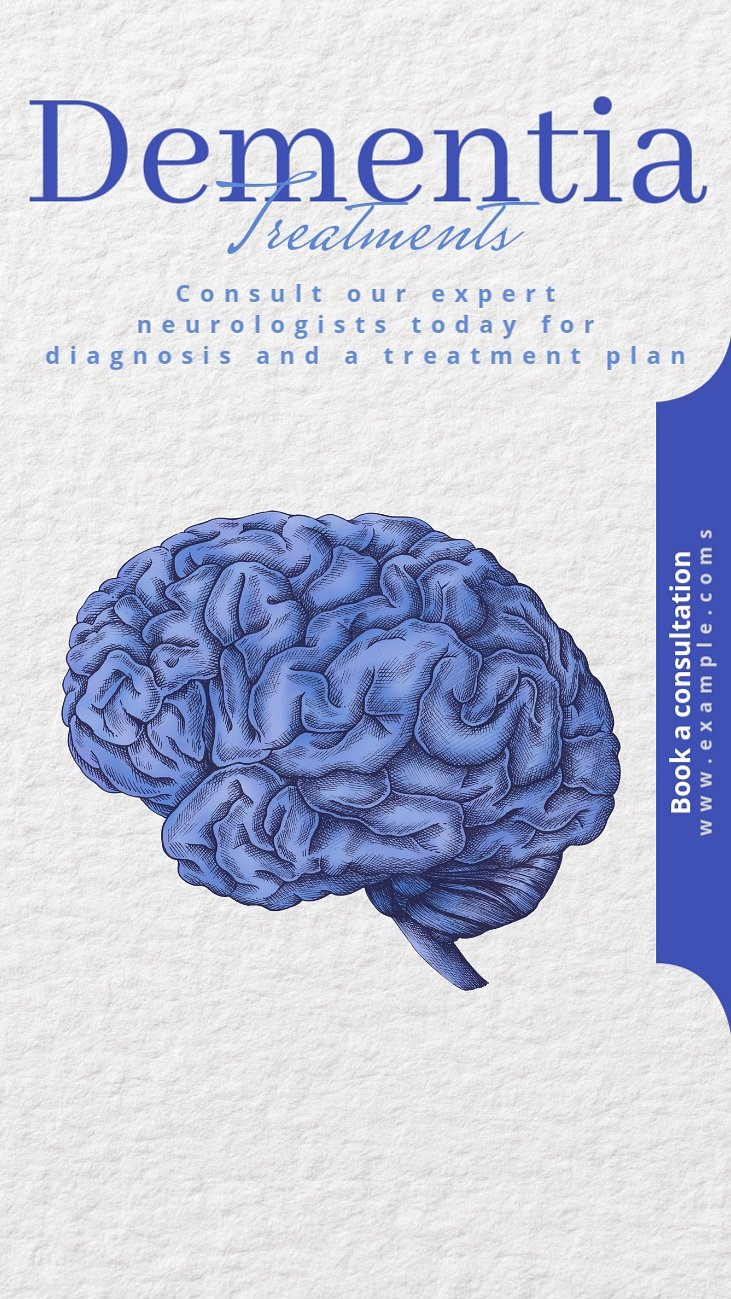 Dementia
Treatments
Consult our expert
neurologists today for
diagnosis and a treatment plan
Book a consultation
www.example.coms